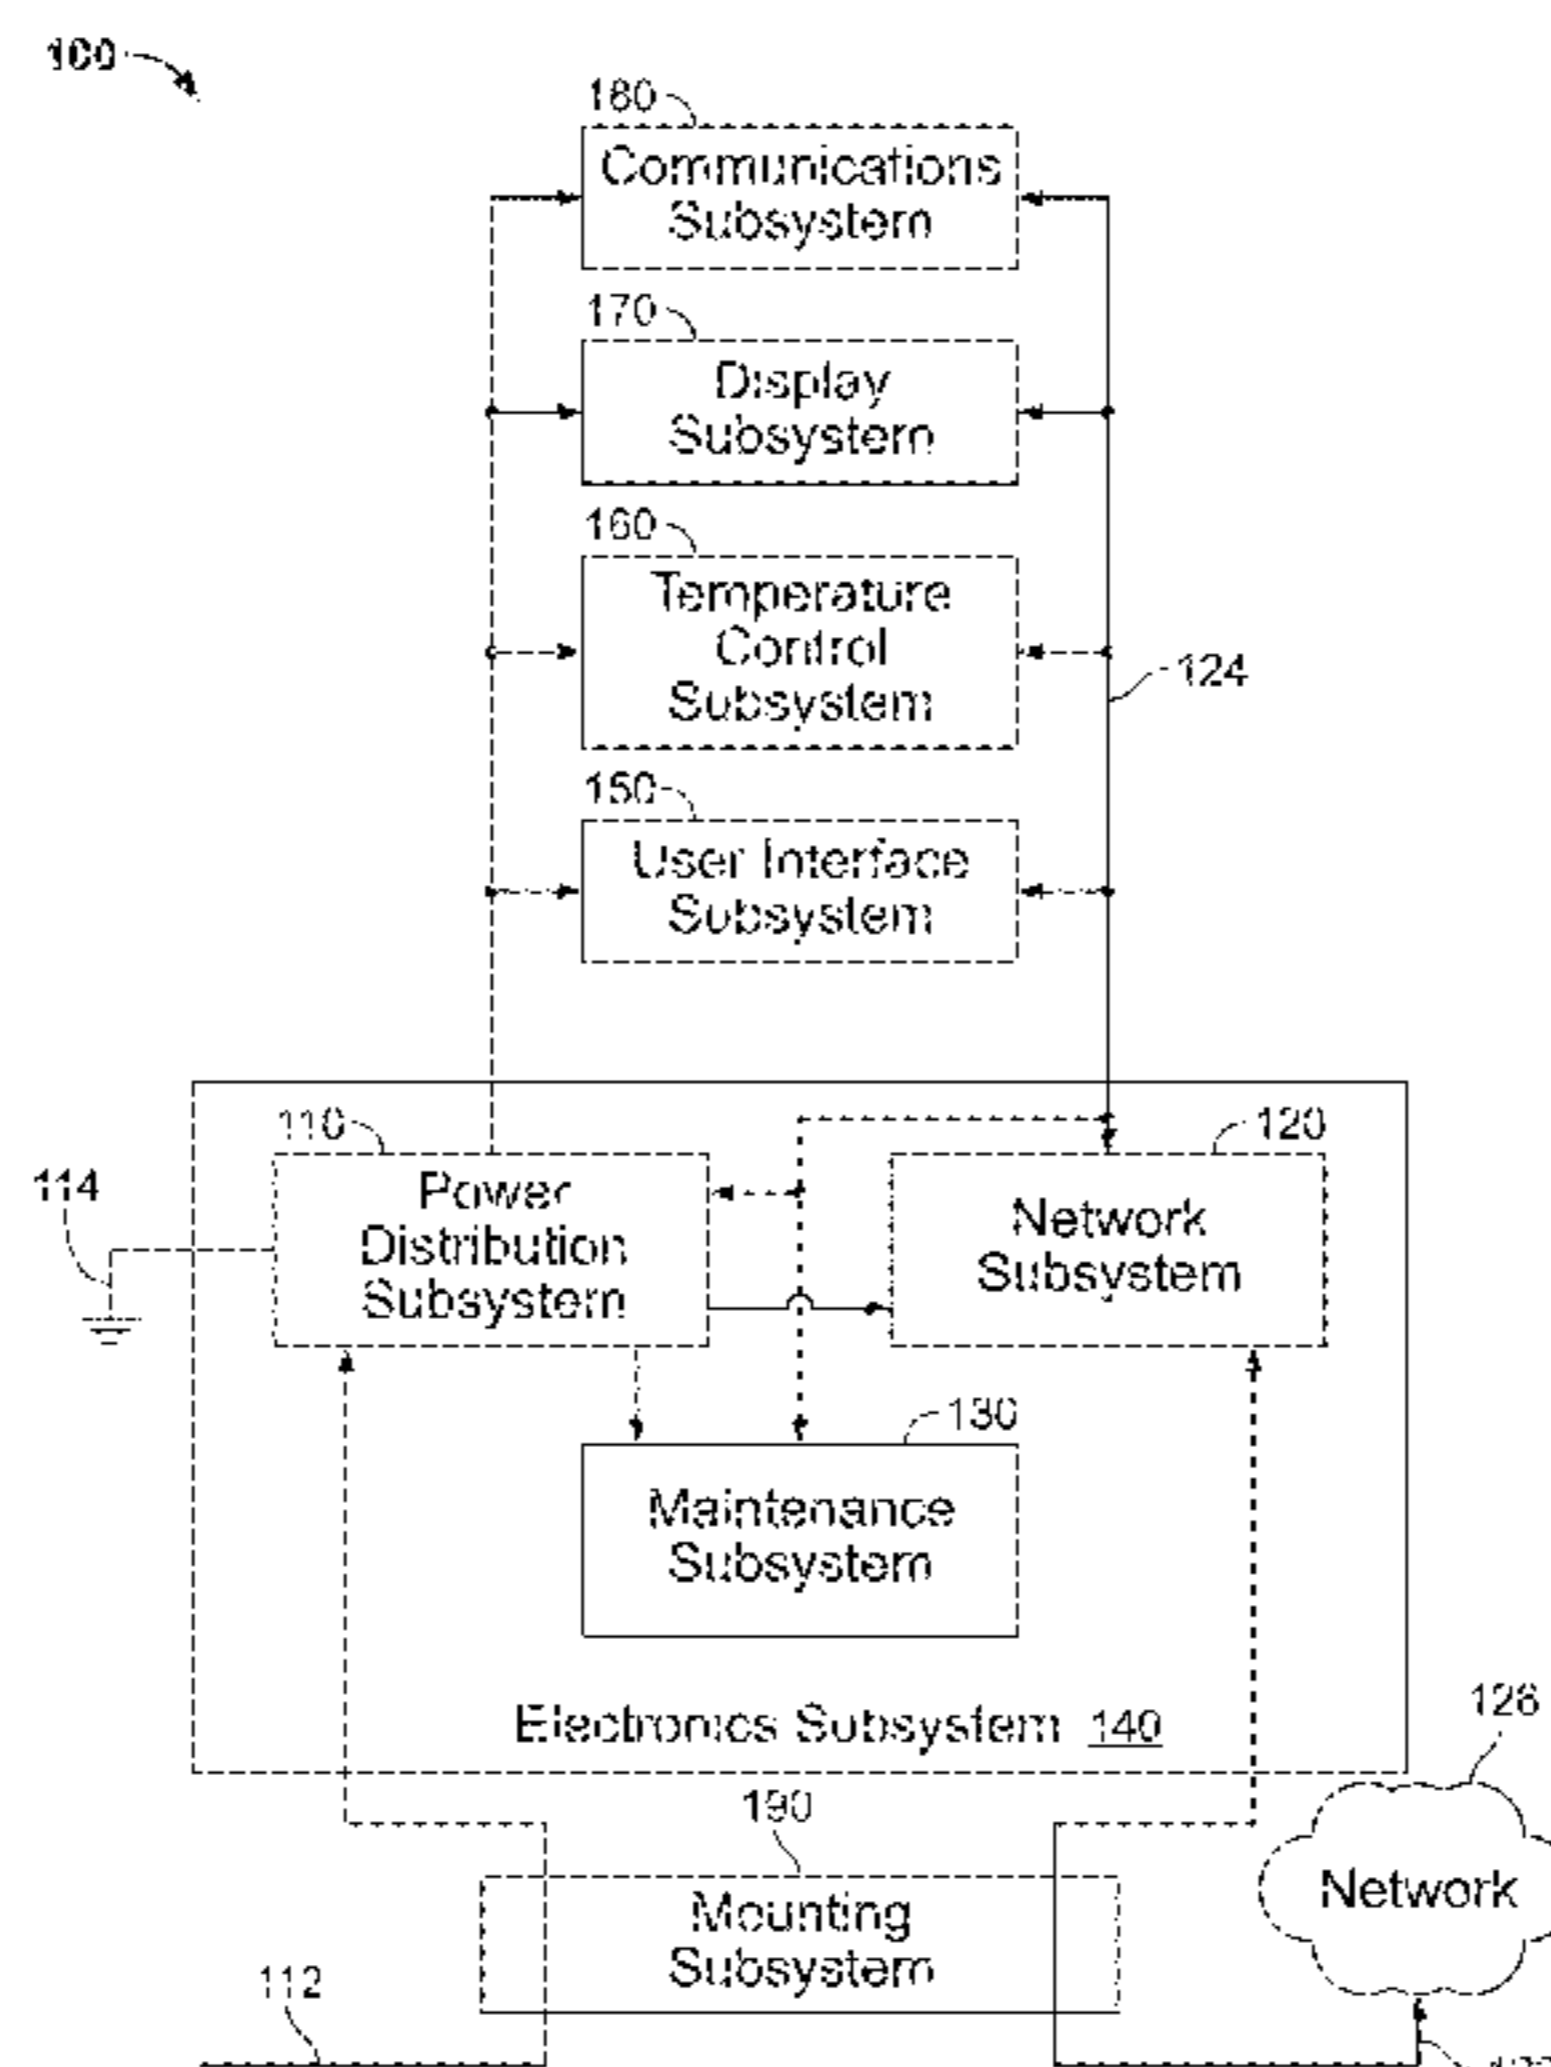 100
180
Communications
Subsystem
170
Display
Subsystem
160
Temperature
Control
Subsystem
124
150
User Interface
Subsystem
110
120
114
Power
Distribution
Subsystem
Network
Subsystem
130
Maintenance
Subsystem
Electronics Subsystem 140
126
190
Network
Mounting
Subsystem
112